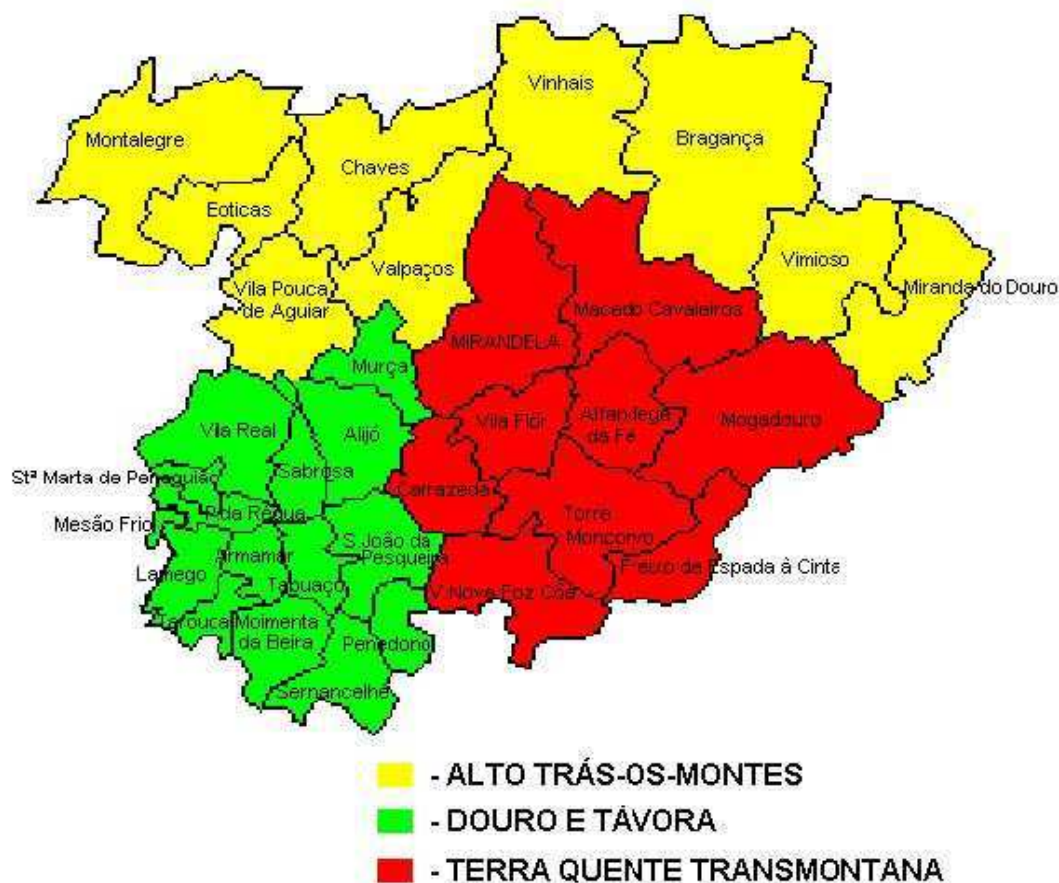 Vinhais
Bragança
Montalegre
Chaves
Eoticas
Valpaços
Vimioso
Miranda do Douro
Vila Pouca
de Aguiar
Macedo Cavaleiros
MIRANDELA
Murça
Vila Flôr
Alfandega
da Fé
Mogadouro
Vila Real
Alijó
Sabrosa
Stª Marta de Penaguião
Carrazeda
P.da Régua
Mesão Frio
Torre
Moncorvo
S.João da
Pesqueira
Armamar
Lamego
Tabuaço
Freixo de Espada à Cinta
V.Nova Foz Côa
Tarouca
Moimenta
da Beira
Penedono
Sernancelhe
- ALTO TRÁS-OS-MONTES
- DOURO E TÁVORA
- TERRA QUENTE TRANSMONTANA